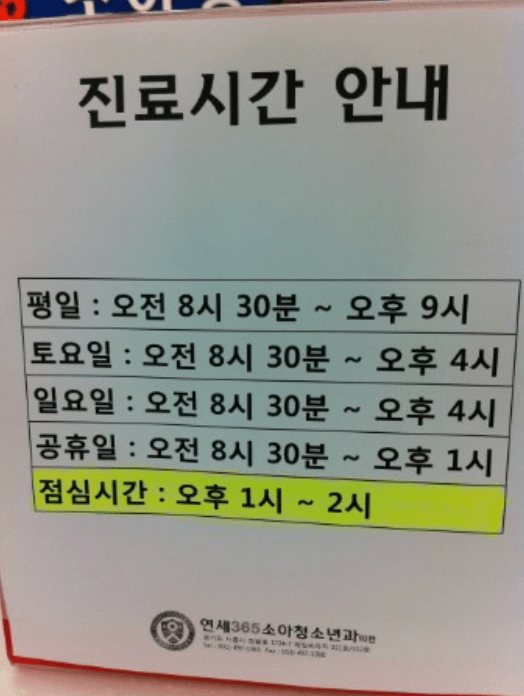 진료시간 안내
평일 : 오전 8시 30분 ~ 오후 9시
토요일 : 오전 8시 30분 ~ 오후 4시
일요일 : 오전 8시 30분 ~ 오후 4시
공휴일 : 오전 8시 30분 ~ 오후 1시
점심시간 : 오후 1시 ~ 2시
연세365소아청소년과의원